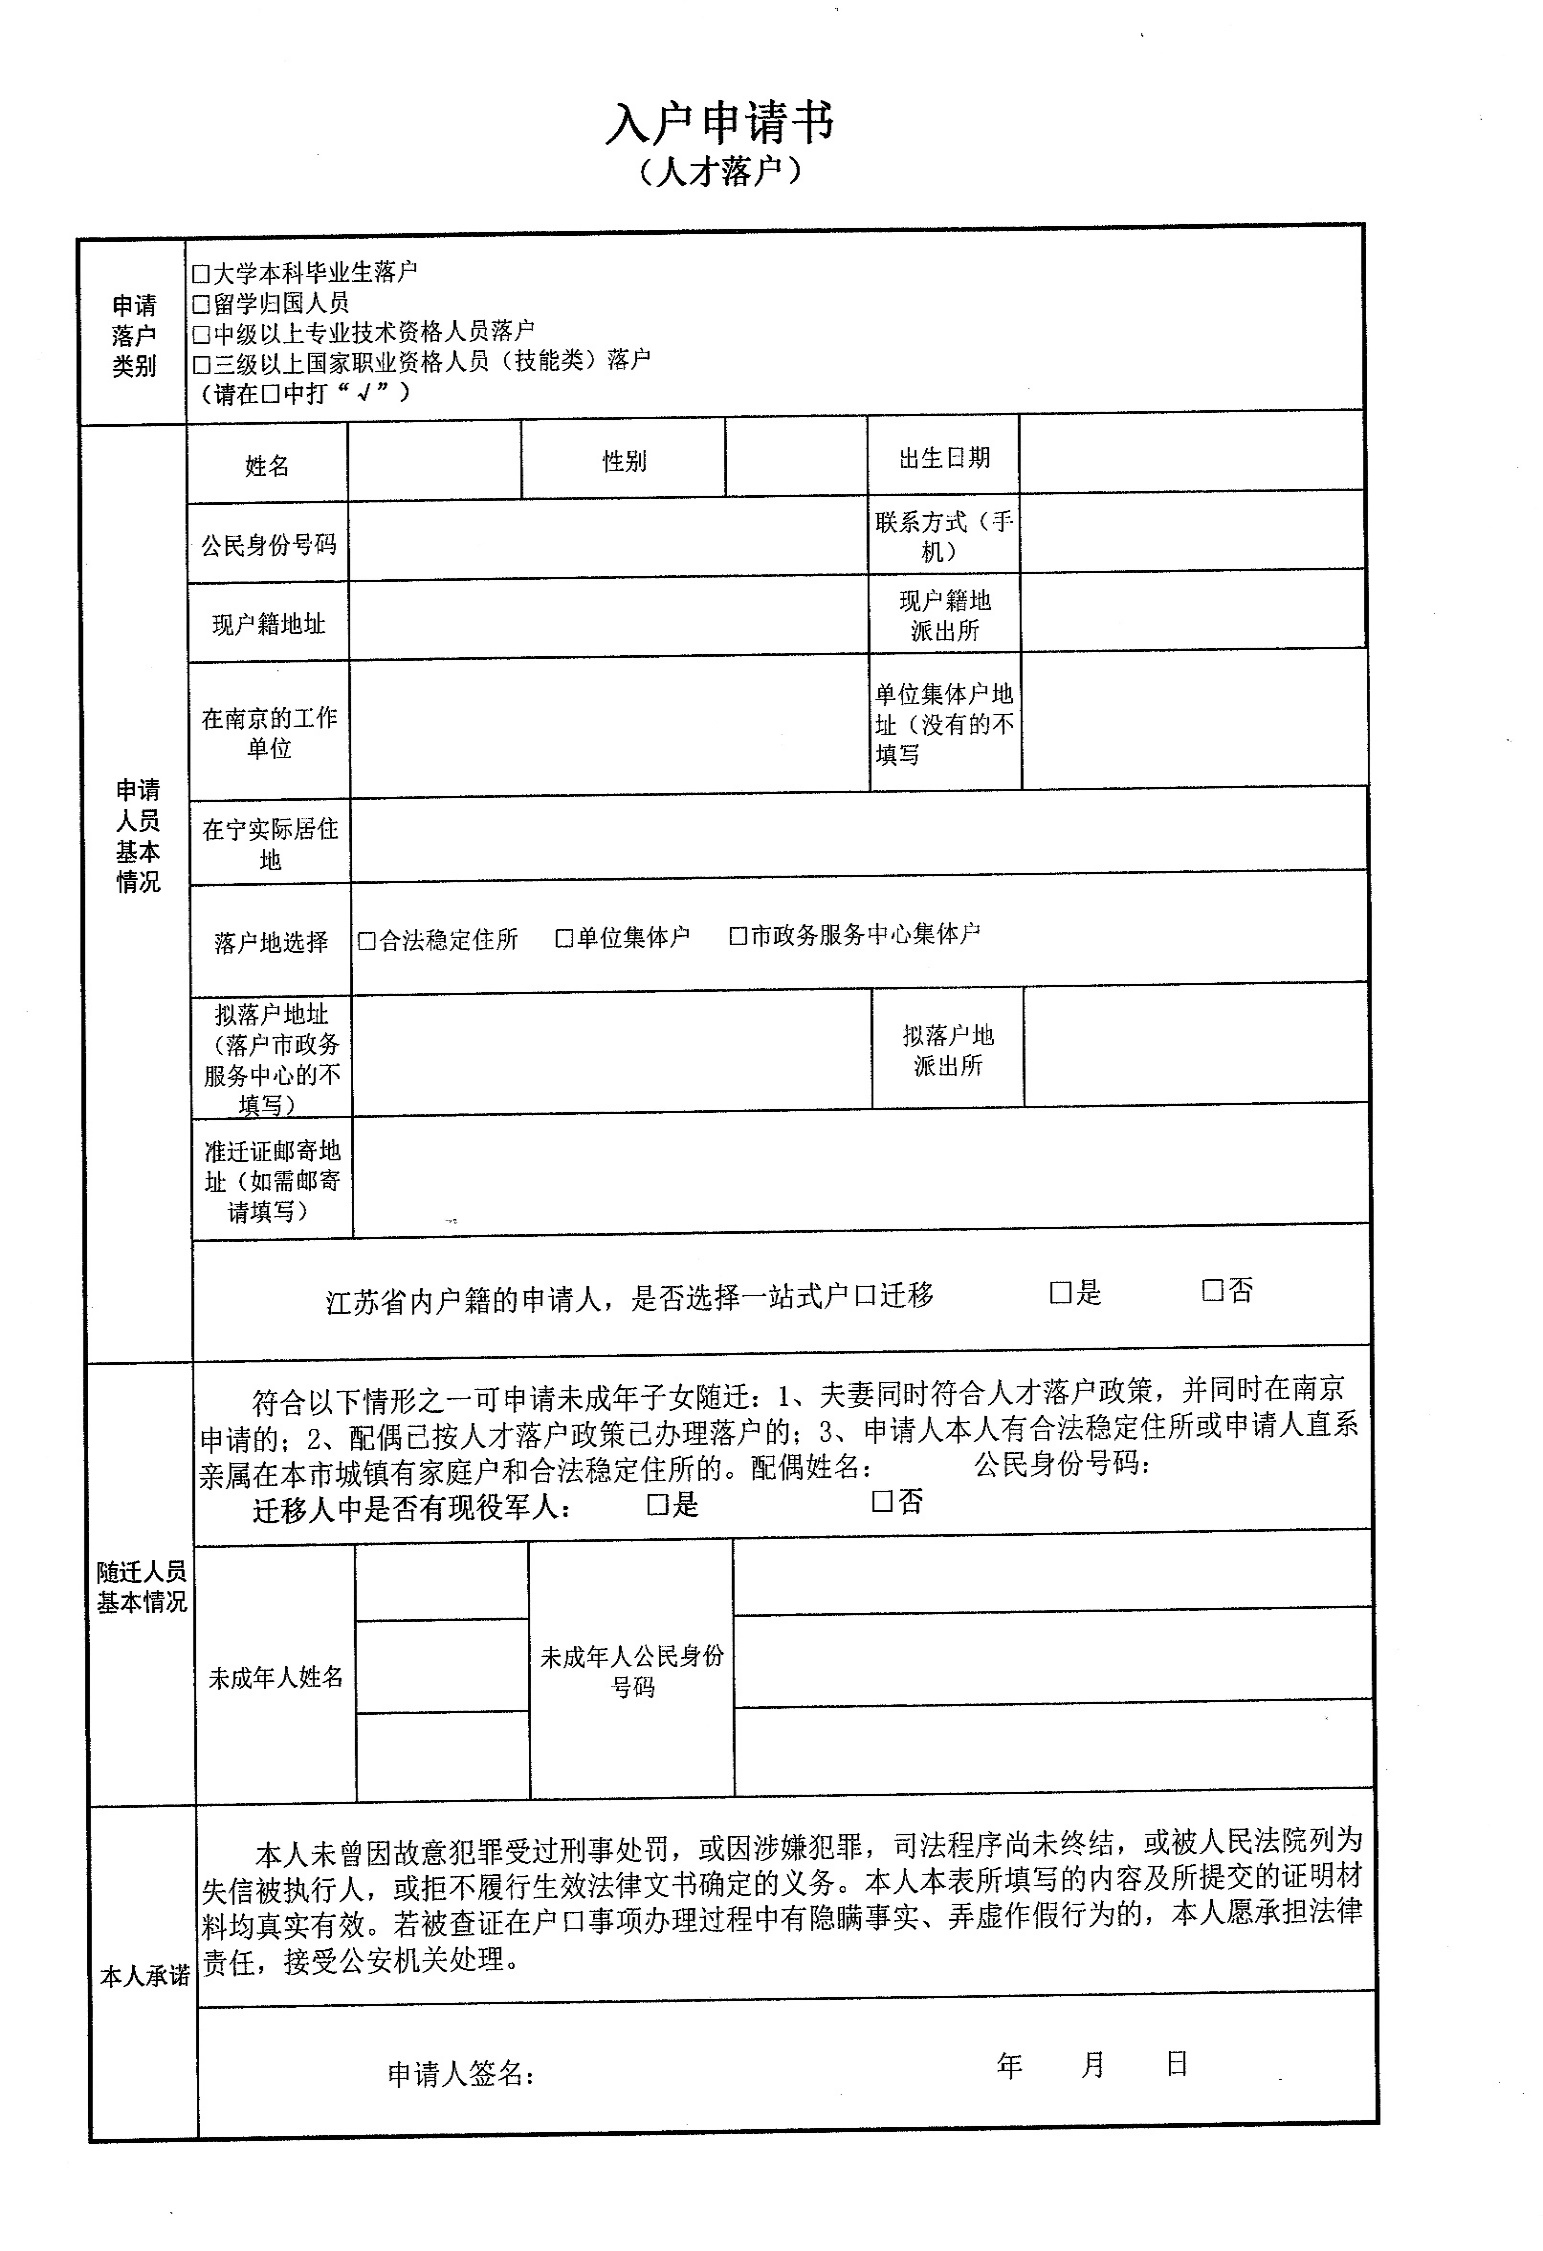 入户申请书
（人才落户）
申请
落户
类别
□大学本科毕业生落户
□留学归国人员
□中级以上专业技术资格人员落户
□三级以上国家职业资格人员（技能类）落户
（请在□中打“√”）
申请
人员
基本
情况
姓名
性别
出生日期
公民身份号码
联系方式（手
机）
现户籍地址
现户籍地
派出所
在南京的工作
单位
单位集体户地
址（没有的不
填写
在宁实际居住
地
落户地选择
□合法稳定住所 □单位集体户 □市政务服务中心集体户
拟落户地址
（落户市政务
服务中心的不
填写）
拟落户地
派出所
准迁证邮寄地
址（如需邮寄
请填写）
江苏省内户籍的申请人，是否选择一站式户口迁移 □是 □否
随迁人员
基本情况
符合以下情形之一可申请未成年子女随迁：1、夫妻同时符合人才落户政策，并同时在南京
申请的；2、配偶已按人才落户政策已办理落户的；3、申请人本人有合法稳定住所或申请人直系
亲属在本市城镇有家庭户和合法稳定住所的。配偶姓名： 公民身份号码：
迁移人中是否有现役军人： □是 □否
未成年人姓名
未成年人公民身份
号码
本人承诺
本人未曾因故意犯罪受过刑事处罚，或因涉嫌犯罪，司法程序尚未终结，或被人民法院列为
失信被执行人，或拒不履行生效法律文书确定的义务。本人本表所填写的内容及所提交的证明材
料均真实有效。若被查证在户口事项办理过程中有隐瞒事实、弄虚作假行为的，本人愿承担法律
责任，接受公安机关处理。
申请人签名： 年 月 日